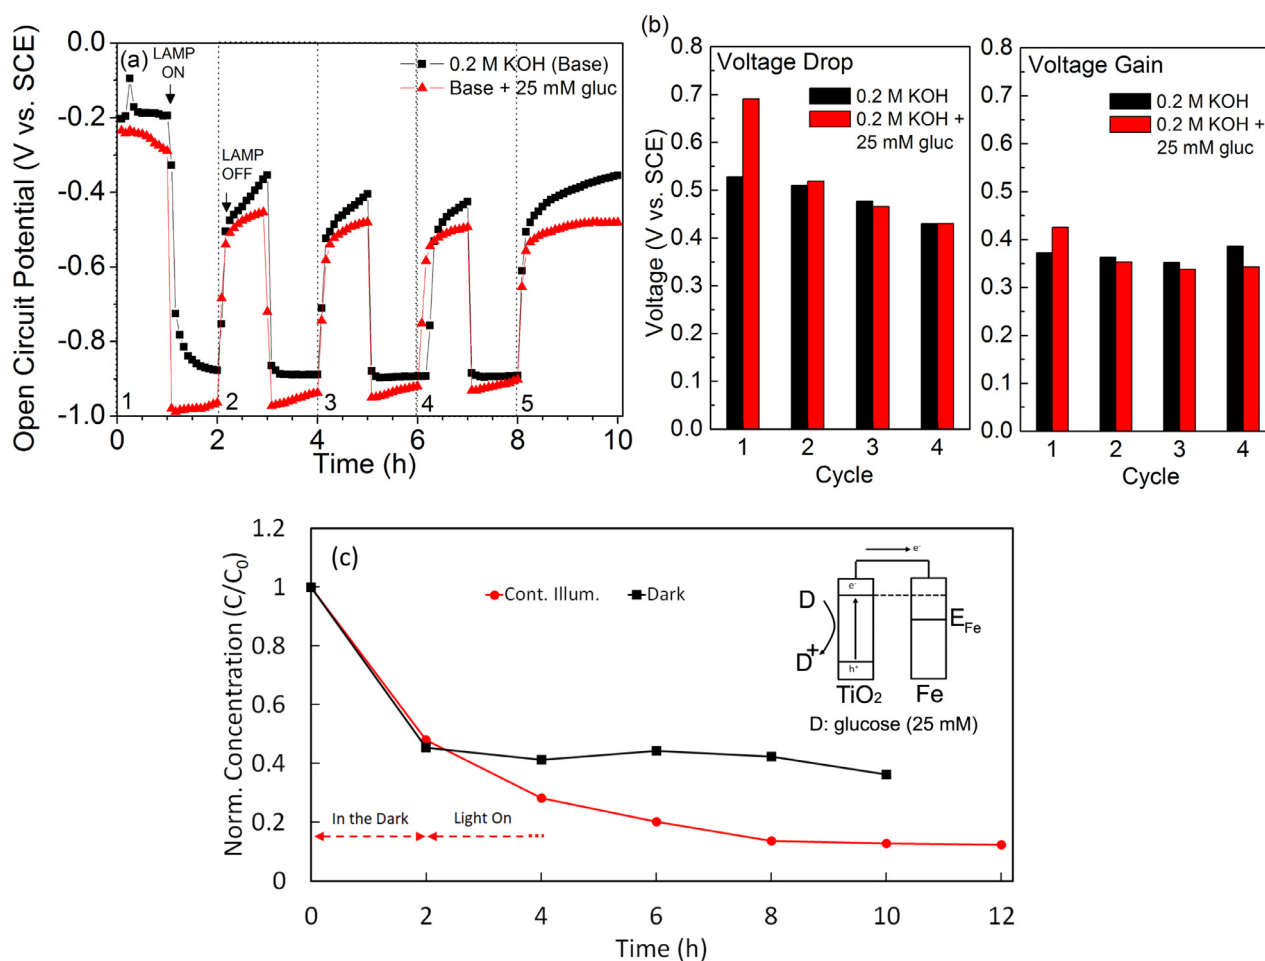 (a)
LAMP
ON
0.2 M KOH (Base)
Base + 25 mM gluc
LAMP
OFF
0.0
-0.2
-0.4
-0.6
-0.8
-1.0
Open Circuit Potential (V vs. SCE)
1
2
3
4
5
0
2
4
6
8
10
Time (h)
(b)
Voltage Drop
0.2 M KOH
0.2 M KOH +
25 mM gluc
0.8
0.7
0.6
0.5
0.4
0.3
0.2
0.1
0.0
Voltage (V vs. SCE)
1
2
3
4
Cycle
Voltage Gain
0.2 M KOH
0.2 M KOH +
25 mM gluc
0.8
0.7
0.6
0.5
0.4
0.3
0.2
0.1
0.0
1
2
3
4
Cycle
(c)
Cont. Illum.
Dark
1.2
1
0.8
0.6
0.4
0.2
0
Norm. Concentration (C/C₀)
In the Dark
Light On
e⁻
e⁻
D
D⁺
h⁺
E_Fe
TiO₂
Fe
D: glucose (25 mM)
0
2
4
6
8
10
12
Time (h)